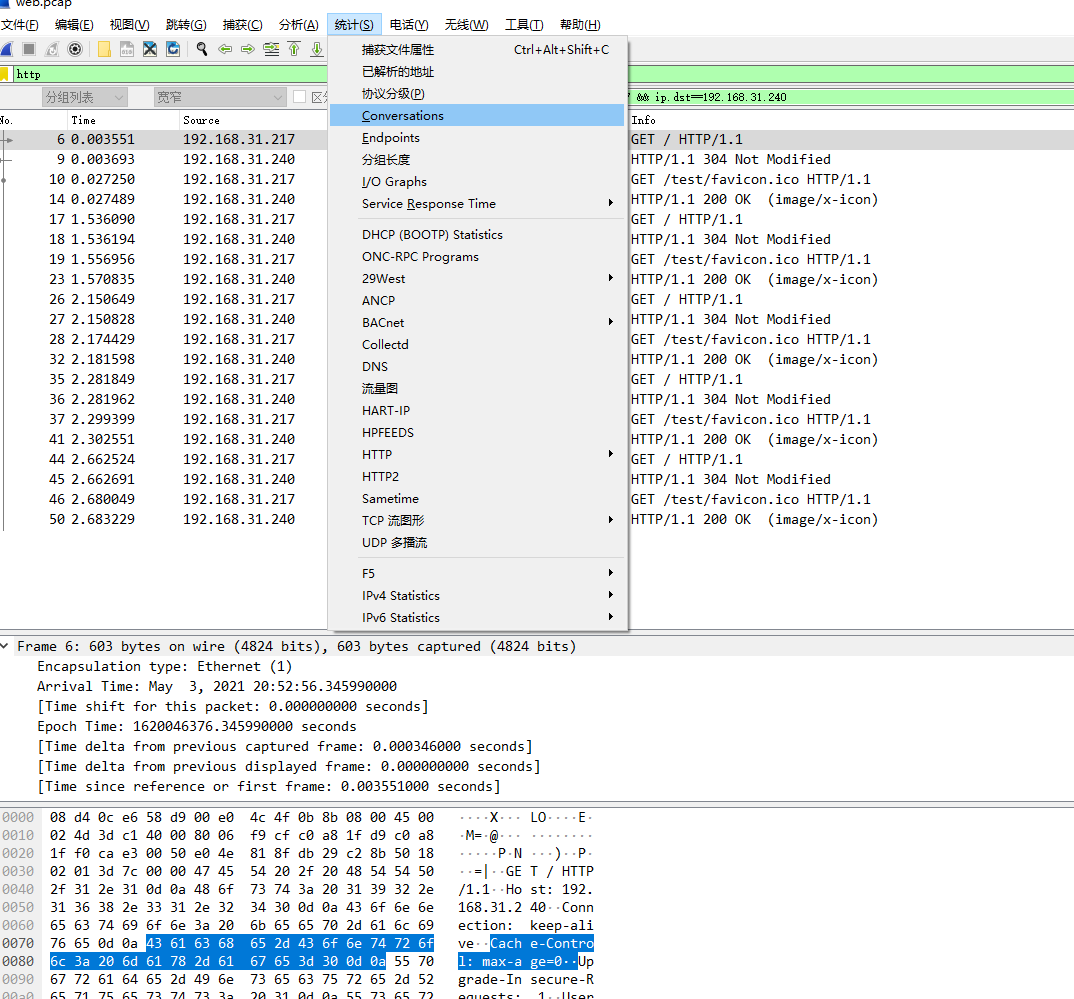 web.pcap
文件(F) 编辑(E) 视图(V) 跳转(G) 捕获(C) 分析(A) 统计(S) 电话(Y) 无线(W) 工具(T) 帮助(H)
http
分组列表 宽窄 && ip.dst==192.168.31.240
No. Time Source Info
6 0.003551 192.168.31.217 GET / HTTP/1.1
9 0.003693 192.168.31.240 HTTP/1.1 304 Not Modified
10 0.027250 192.168.31.217 GET /test/favicon.ico HTTP/1.1
14 0.027489 192.168.31.240 HTTP/1.1 200 OK (image/x-icon)
17 1.536090 192.168.31.217 GET / HTTP/1.1
18 1.536194 192.168.31.240 HTTP/1.1 304 Not Modified
19 1.556956 192.168.31.217 GET /test/favicon.ico HTTP/1.1
23 1.570835 192.168.31.240 HTTP/1.1 200 OK (image/x-icon)
26 2.150649 192.168.31.217 GET / HTTP/1.1
27 2.150828 192.168.31.240 HTTP/1.1 304 Not Modified
28 2.174429 192.168.31.217 GET /test/favicon.ico HTTP/1.1
32 2.181598 192.168.31.240 HTTP/1.1 200 OK (image/x-icon)
35 2.281849 192.168.31.217 GET / HTTP/1.1
36 2.281962 192.168.31.240 HTTP/1.1 304 Not Modified
37 2.299399 192.168.31.217 GET /test/favicon.ico HTTP/1.1
41 2.302551 192.168.31.240 HTTP/1.1 200 OK (image/x-icon)
44 2.662524 192.168.31.217 GET / HTTP/1.1
45 2.662691 192.168.31.240 HTTP/1.1 304 Not Modified
46 2.680049 192.168.31.217 GET /test/favicon.ico HTTP/1.1
50 2.683229 192.168.31.240 HTTP/1.1 200 OK (image/x-icon)
捕获文件属性 Ctrl+Alt+Shift+C
已解析的地址
协议分级(P)
Conversations
Endpoints
分组长度
I/O Graphs
Service Response Time
DHCP (BOOTP) Statistics
ONC-RPC Programs
29West
ANCP
BACnet
Collectd
DNS
流量图
HART-IP
HPFEEDS
HTTP
HTTP2
Sametime
TCP 流图形
UDP 多播流
F5
IPv4 Statistics
IPv6 Statistics
Frame 6: 603 bytes on wire (4824 bits), 603 bytes captured (4824 bits)
Encapsulation type: Ethernet (1)
Arrival Time: May  3, 2021 20:52:56.345990000
[Time shift for this packet: 0.000000000 seconds]
Epoch Time: 1620046376.345990000 seconds
[Time delta from previous captured frame: 0.000346000 seconds]
[Time delta from previous displayed frame: 0.000000000 seconds]
[Time since reference or first frame: 0.003551000 seconds]
0000 08 d4 0c e6 58 d9 00 e0 4c 4f 0b 8b 08 00 45 00 ····X··· LO····E·
0010 02 4d 3d c1 40 00 80 06 f9 cf c0 a8 1f d9 c0 a8 ·M=·@··· ········
0020 1f f0 ca e3 00 50 e0 4e 81 8f db 29 c2 8b 50 18 ·····P·N ···)··P·
0030 02 01 3d 7c 00 00 47 45 54 20 2f 20 48 54 54 50 ··=|··GE T / HTTP
0040 2f 31 2e 31 0d 0a 48 6f 73 74 3a 20 31 39 32 2e /1.1··Ho st: 192.
0050 31 36 38 2e 33 31 2e 32 34 30 0d 0a 43 6f 6e 6e 168.31.2 40··Conn
0060 65 63 74 69 6f 6e 3a 20 6b 65 65 70 2d 61 6c 69 ection:  keep-ali
0070 76 65 0d 0a 43 61 63 68 65 2d 43 6f 6e 74 72 6f ve··Cach e-Contro
0080 6c 3a 20 6d 61 78 2d 61 67 65 3d 30 0d 0a 55 70 l: max-a ge=0··Up
0090 67 72 61 64 65 2d 49 6e 73 65 63 75 72 65 2d 52 grade-In secure-R
00a0 65 71 75 65 73 74 73 3a 20 31 0d 0a 55 73 65 72 equests:  1··User